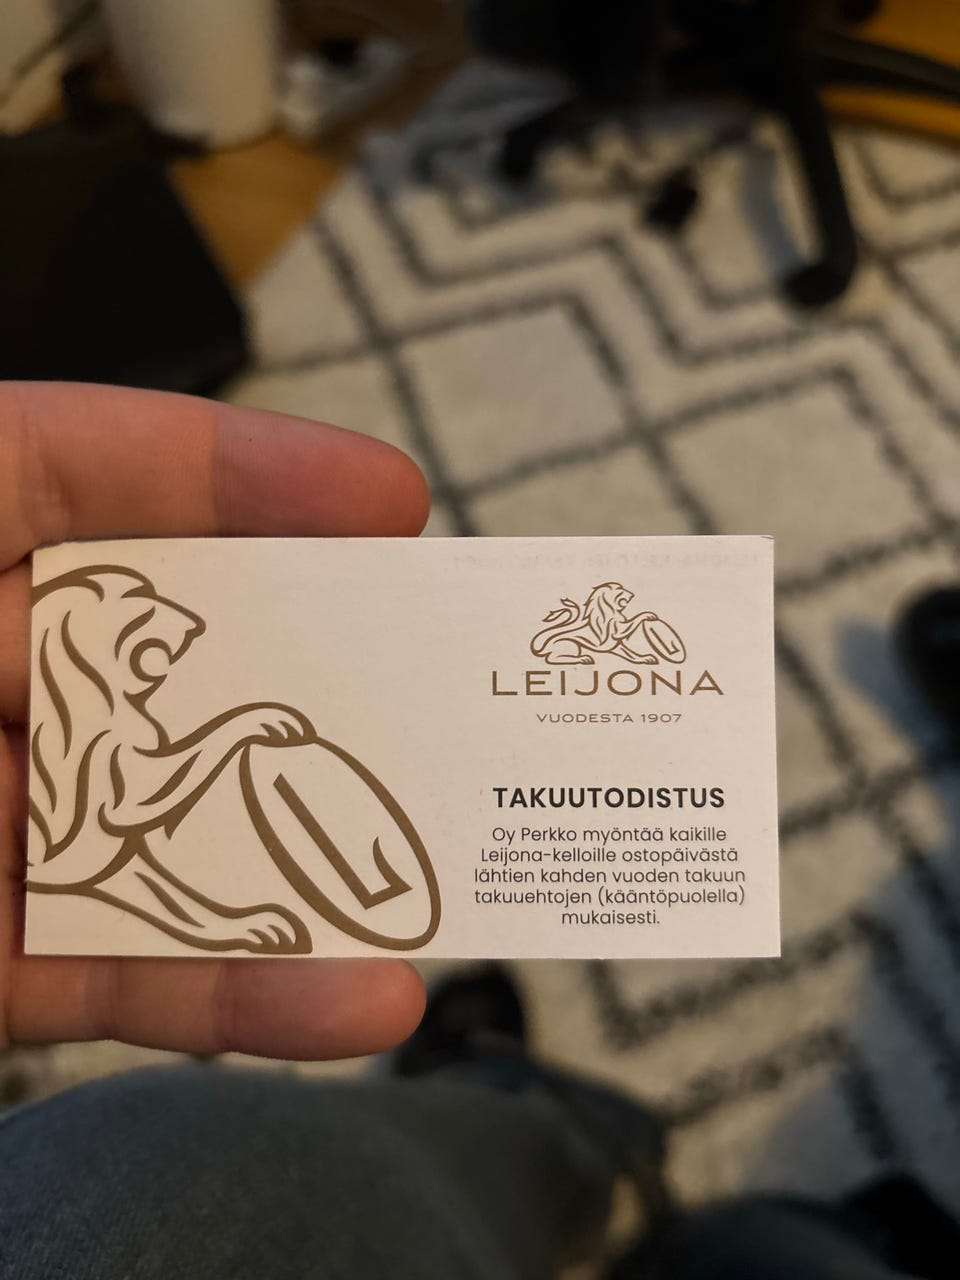 LEIJONA
VUODESTA 1907
TAKUUTODISTUS
Oy Perkko myöntää kaikille
Leijona-kelloille ostopäivästä
lähtien kahden vuoden takuun
takuuehtojen (kääntöpuolella)
mukaisesti.